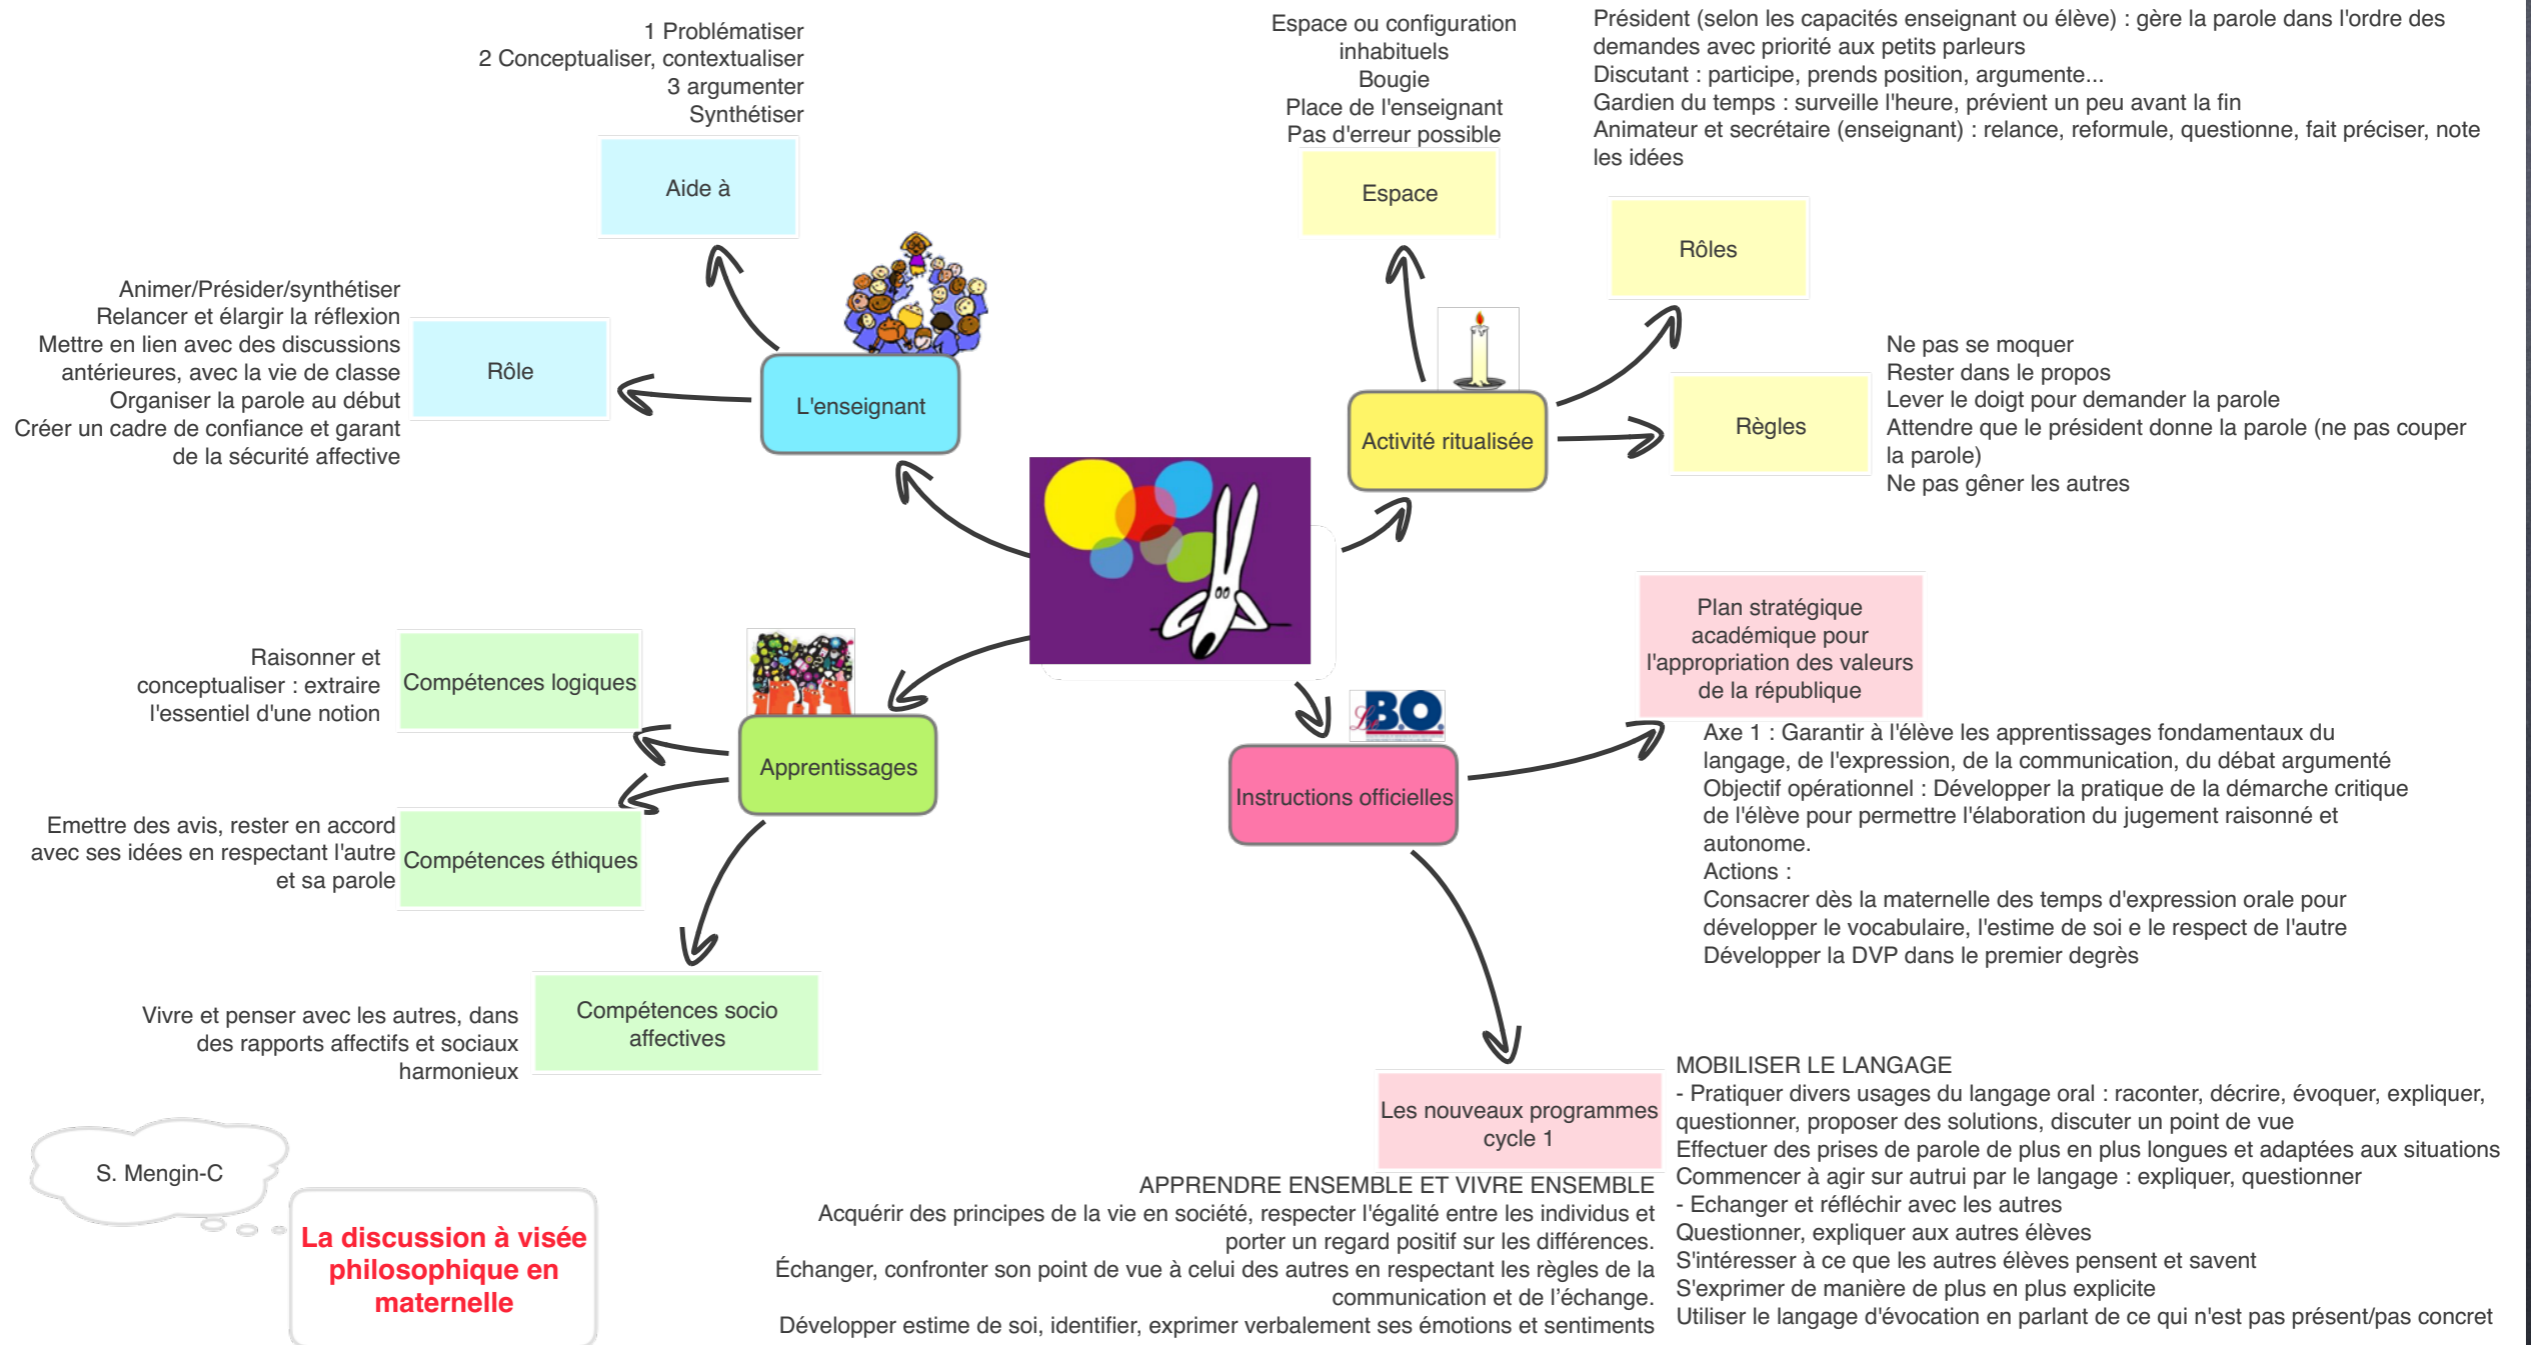 1 Problématiser
2 Conceptualiser, contextualiser
3 argumenter
Synthétiser
Aide à
Animer/Présider/synthétiser
Relancer et élargir la réflexion
Mettre en lien avec des discussions
antérieures, avec la vie de classe
Organiser la parole au début
Créer un cadre de confiance et garant
de la sécurité affective
Rôle
L'enseignant
Espace ou configuration
inhabituels
Bougie
Place de l'enseignant
Pas d'erreur possible
Espace
Président (selon les capacités enseignant ou élève) : gère la parole dans l'ordre des
demandes avec priorité aux petits parleurs
Discutant : participe, prends position, argumente...
Gardien du temps : surveille l'heure, prévient un peu avant la fin
Animateur et secrétaire (enseignant) : relance, reformule, questionne, fait préciser, note
les idées
Rôles
Activité ritualisée
Règles
Ne pas se moquer
Rester dans le propos
Lever le doigt pour demander la parole
Attendre que le président donne la parole (ne pas couper
la parole)
Ne pas gêner les autres
Raisonner et
conceptualiser : extraire
l'essentiel d'une notion
Compétences logiques
Apprentissages
Emettre des avis, rester en accord
avec ses idées en respectant l'autre
et sa parole
Compétences éthiques
Vivre et penser avec les autres, dans
des rapports affectifs et sociaux
harmonieux
Compétences socio
affectives
Le B.O.
Instructions officielles
Plan stratégique
académique pour
l'appropriation des valeurs
de la république
Axe 1 : Garantir à l'élève les apprentissages fondamentaux du
langage, de l'expression, de la communication, du débat argumenté
Objectif opérationnel : Développer la pratique de la démarche critique
de l'élève pour permettre l'élaboration du jugement raisonné et
autonome.
Actions :
Consacrer dès la maternelle des temps d'expression orale pour
développer le vocabulaire, l'estime de soi e le respect de l'autre
Développer la DVP dans le premier degrès
Les nouveaux programmes
cycle 1
MOBILISER LE LANGAGE
- Pratiquer divers usages du langage oral : raconter, décrire, évoquer, expliquer,
questionner, proposer des solutions, discuter un point de vue
Effectuer des prises de parole de plus en plus longues et adaptées aux situations
Commencer à agir sur autrui par le langage : expliquer, questionner
- Echanger et réfléchir avec les autres
Questionner, expliquer aux autres élèves
S'intéresser à ce que les autres élèves pensent et savent
S'exprimer de manière de plus en plus explicite
Utiliser le langage d'évocation en parlant de ce qui n'est pas présent/pas concret
APPRENDRE ENSEMBLE ET VIVRE ENSEMBLE
Acquérir des principes de la vie en société, respecter l'égalité entre les individus et
porter un regard positif sur les différences.
Échanger, confronter son point de vue à celui des autres en respectant les règles de la
communication et de l’échange.
Développer estime de soi, identifier, exprimer verbalement ses émotions et sentiments
S. Mengin-C
La discussion à visée
philosophique en
maternelle